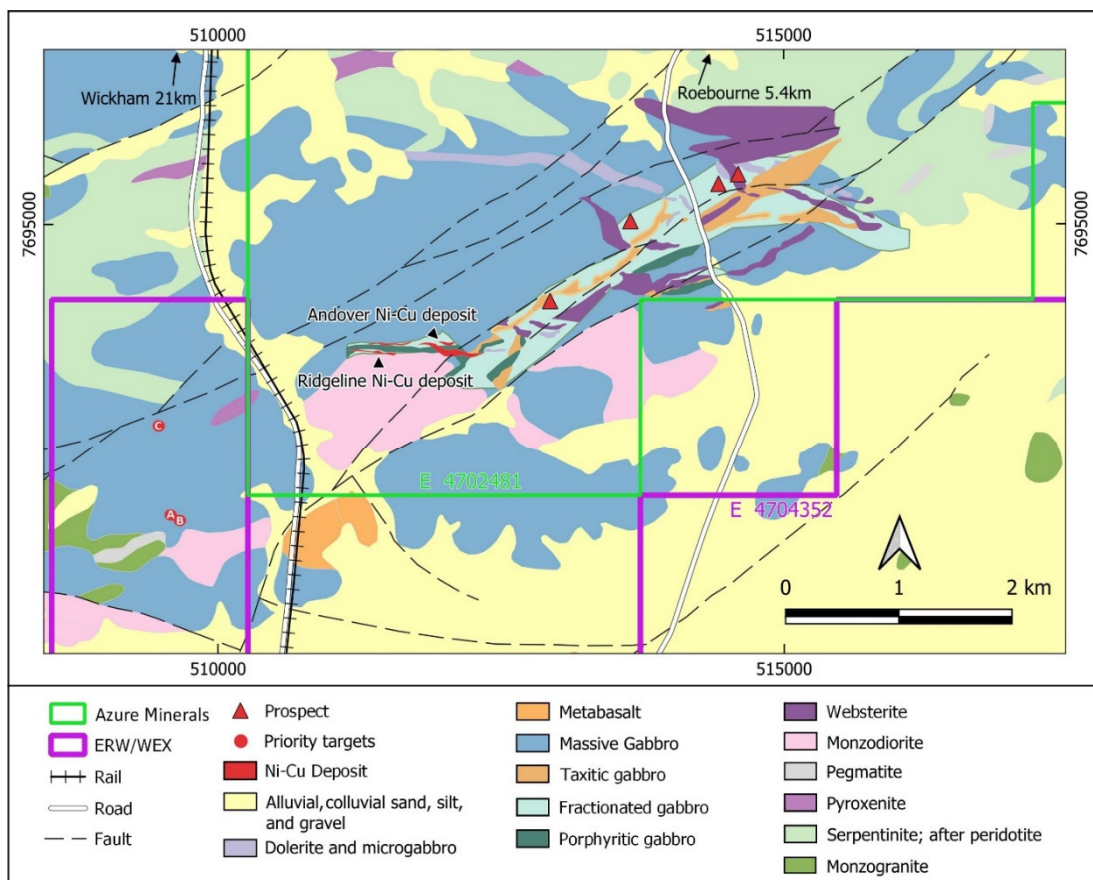 510000
515000
Wickham 21km
Roebourne 5.4km
7695000
7695000
Andover Ni-Cu deposit
Ridgeline Ni-Cu deposit
C
A
B
E 4702481
E 4704352
0 1 2 km
510000
515000
Azure Minerals
ERW/WEX
Rail
Road
Fault
Prospect
Priority targets
Ni-Cu Deposit
Alluvial,colluvial sand, silt,
and gravel
Dolerite and microgabbro
Metabasalt
Massive Gabbro
Taxitic gabbro
Fractionated gabbro
Porphyritic gabbro
Websterite
Monzodiorite
Pegmatite
Pyroxenite
Serpentinite; after peridotite
Monzogranite